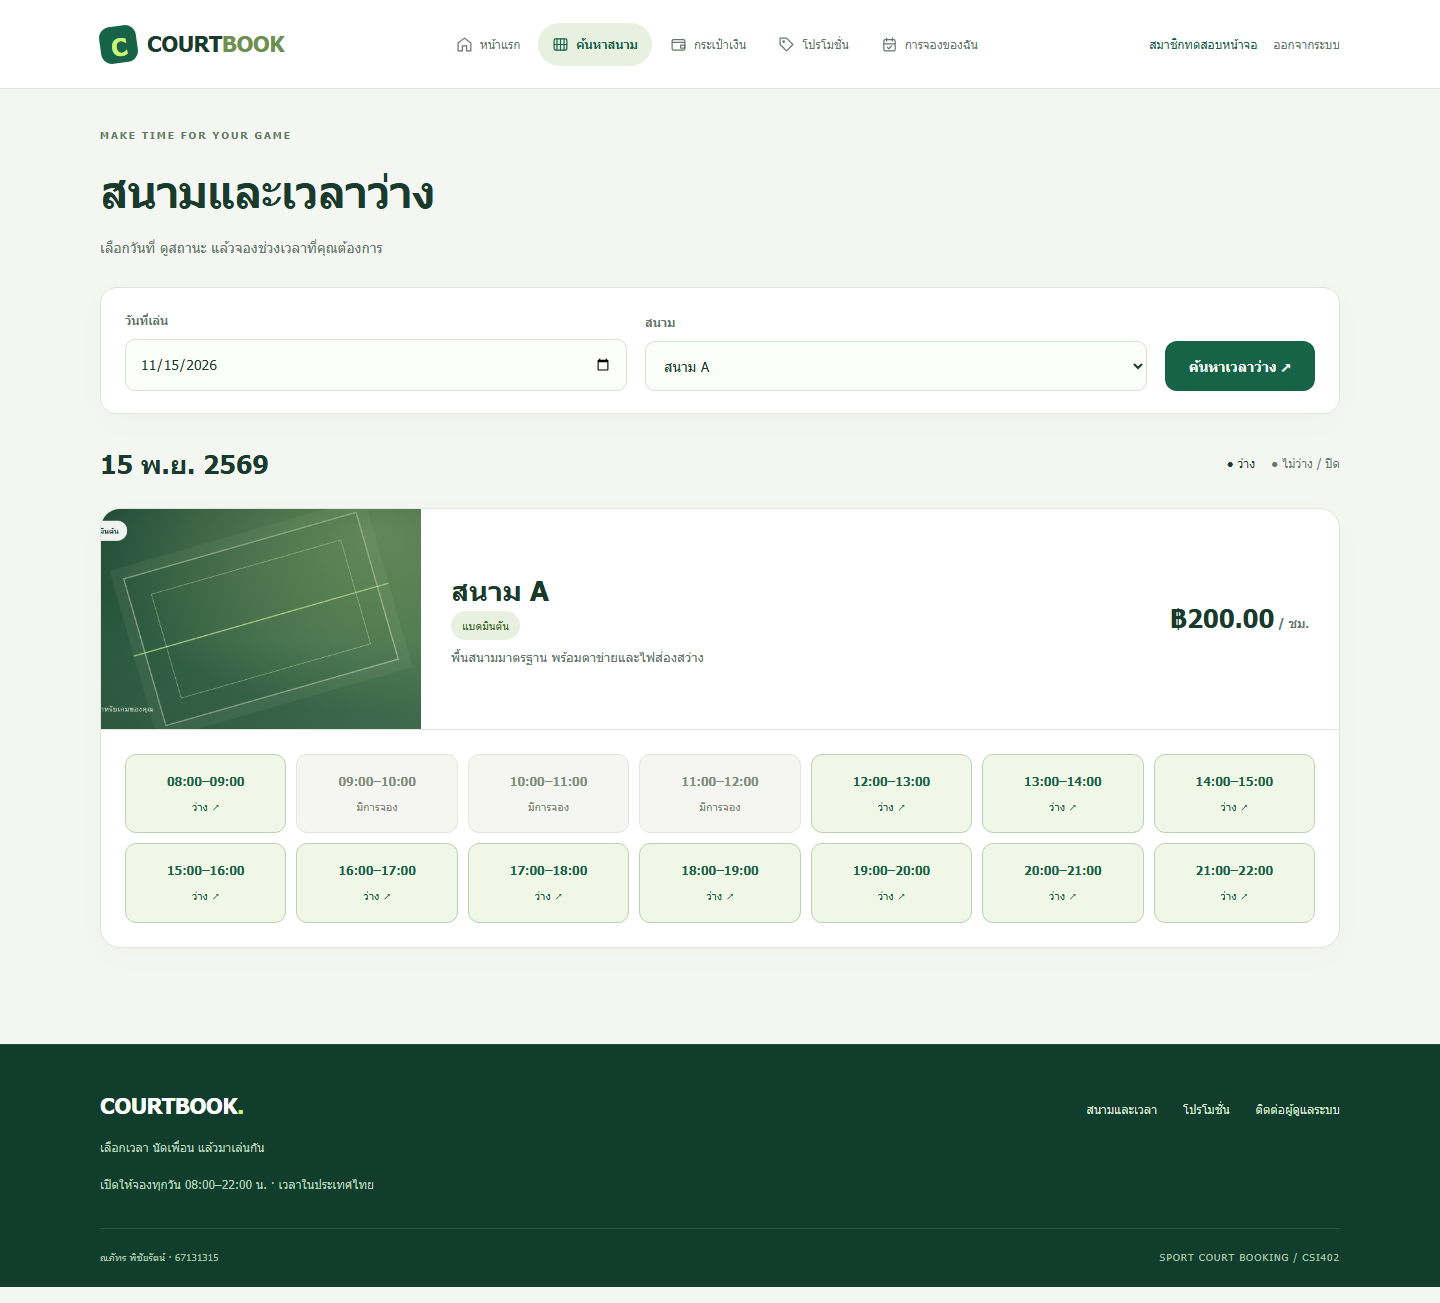 C COURTBOOK
หน้าแรก
ค้นหาสนาม
กระเป๋าเงิน
โปรโมชั่น
การจองของฉัน
สมาชิกทดสอบหน้าจอ
ออกจากระบบ
MAKE TIME FOR YOUR GAME
สนามและเวลาว่าง
เลือกวันที่ ดูสถานะ แล้วจองช่วงเวลาที่คุณต้องการ
วันที่เล่น
11/15/2026
สนาม
สนาม A
ค้นหาเวลาว่าง ↗
15 พ.ย. 2569
● ว่าง
● ไม่ว่าง / ปิด
สนาม A
แบดมินตัน
พื้นสนามมาตรฐาน พร้อมตาข่ายและไฟส่องสว่าง
฿200.00 / ชม.
08:00–09:00
ว่าง ↗
09:00–10:00
มีการจอง
10:00–11:00
มีการจอง
11:00–12:00
มีการจอง
12:00–13:00
ว่าง ↗
13:00–14:00
ว่าง ↗
14:00–15:00
ว่าง ↗
15:00–16:00
ว่าง ↗
16:00–17:00
ว่าง ↗
17:00–18:00
ว่าง ↗
18:00–19:00
ว่าง ↗
19:00–20:00
ว่าง ↗
20:00–21:00
ว่าง ↗
21:00–22:00
ว่าง ↗
COURTBOOK.
เลือกเวลา นัดเพื่อน แล้วมาเล่นกัน
เปิดให้จองทุกวัน 08:00–22:00 น. · เวลาในประเทศไทย
สนามและเวลา
โปรโมชั่น
ติดต่อผู้ดูแลระบบ
ณภัทร พิชัยรัตน์ · 67131315
SPORT COURT BOOKING / CSI402